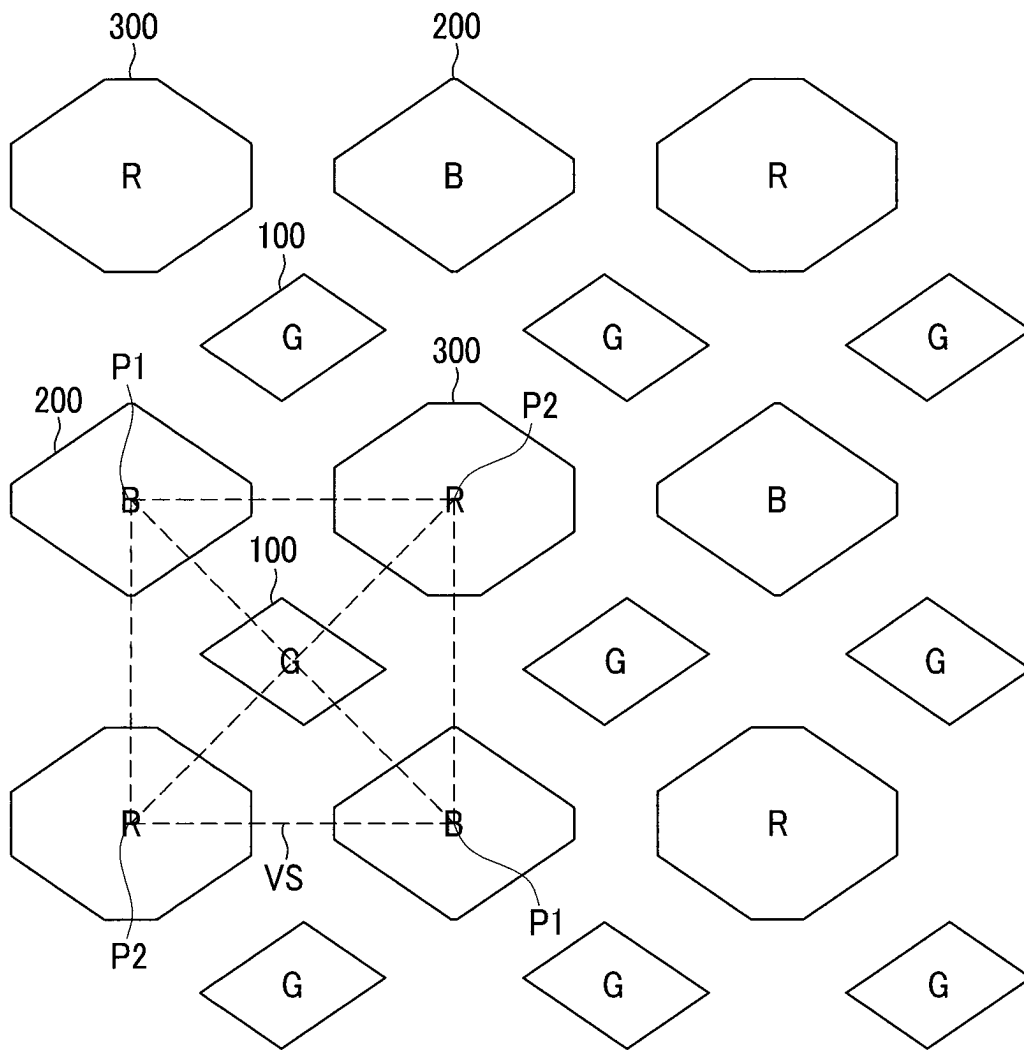 300 200
R B R
100
G G G
P1 300
200 P2
B R B
100
G G G
R B R
VS
P2 P1
G G G